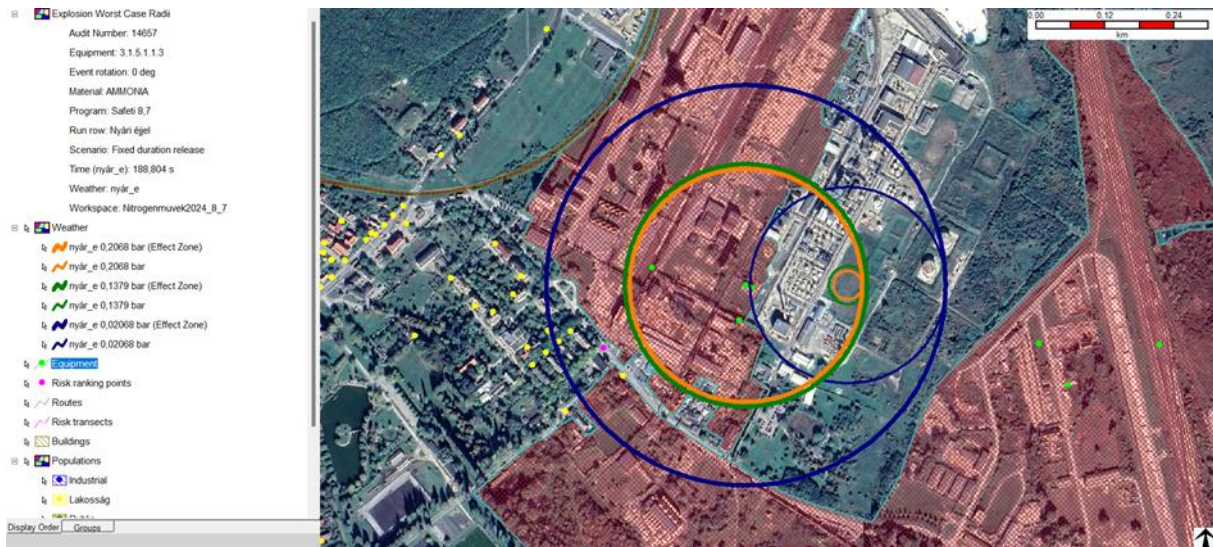 Explosion Worst Case Radii
Audit Number: 14657
Equipment: 3.1.5.1.1.3
Event rotation: 0 deg
Material: AMMONIA
Program: Safeti 8,7
Run row: Nyári éjjel
Scenario: Fixed duration release
Time (nyár_e): 188,804 s
Weather: nyár_e
Workspace: Nitrogenmuvek2024_8_7
Weather
nyár_e 0,2068 bar (Effect Zone)
nyár_e 0,2068 bar
nyár_e 0,1379 bar (Effect Zone)
nyár_e 0,1379 bar
nyár_e 0,02068 bar (Effect Zone)
nyár_e 0,02068 bar
Equipment
Risk ranking points
Routes
Risk transects
Buildings
Populations
Industrial
Lakosság
Display Order Groups
0,00 0,12 0,24
km